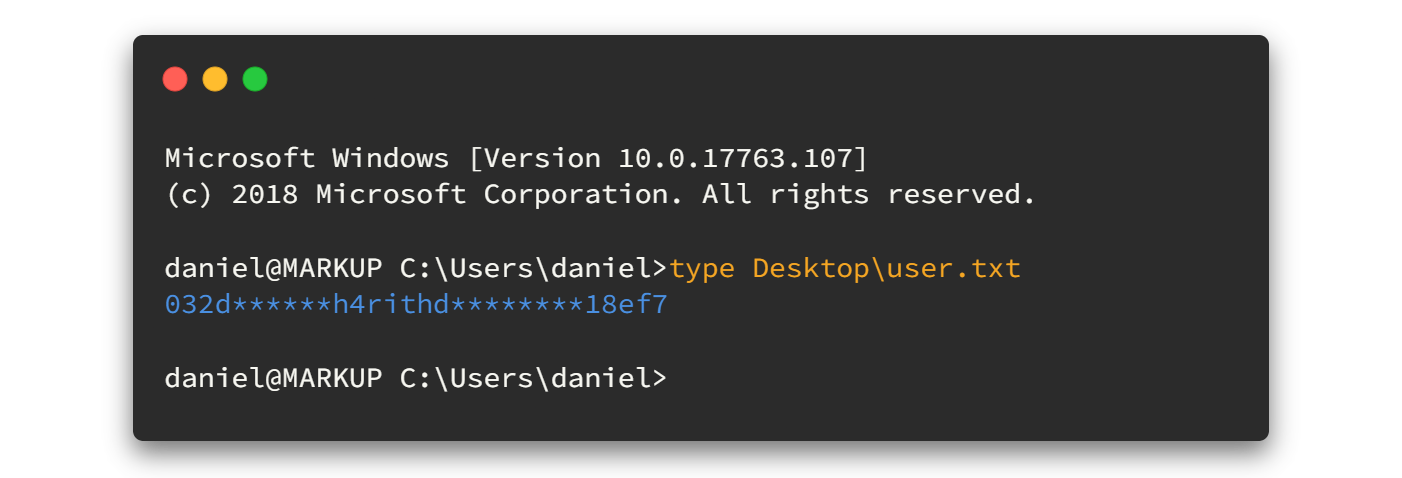 Microsoft Windows [Version 10.0.17763.107]
(c) 2018 Microsoft Corporation. All rights reserved.
daniel@MARKUP C:\Users\daniel>type Desktop\user.txt
032d******h4rithd********18ef7
daniel@MARKUP C:\Users\daniel>